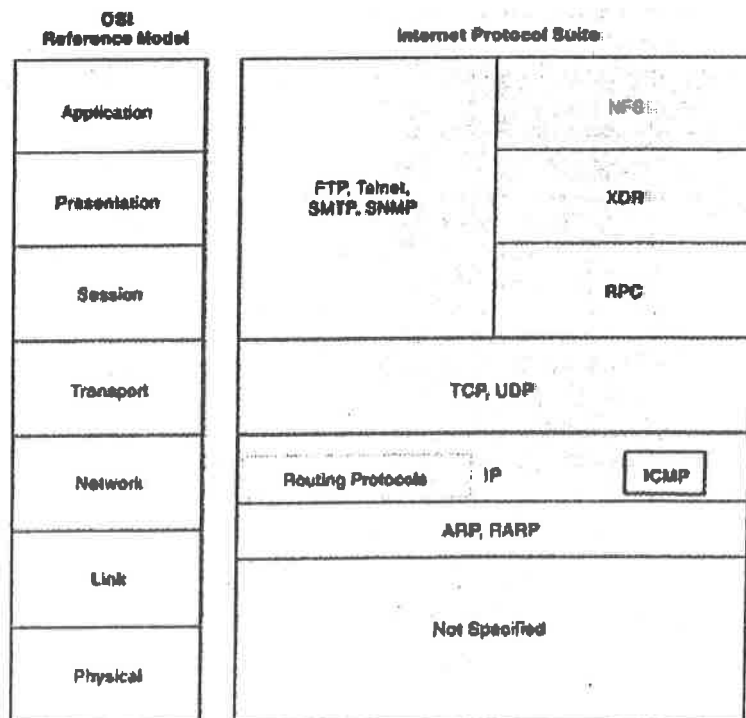 OSI
Reference Model
Internet Protocol Suite
Application
NFS
Presentation
FTP, Telnet,
SMTP, SNMP
XDR
Session
RPC
Transport
TCP, UDP
Network
Routing Protocols
IP
ICMP
ARP, RARP
Link
Not Specified
Physical